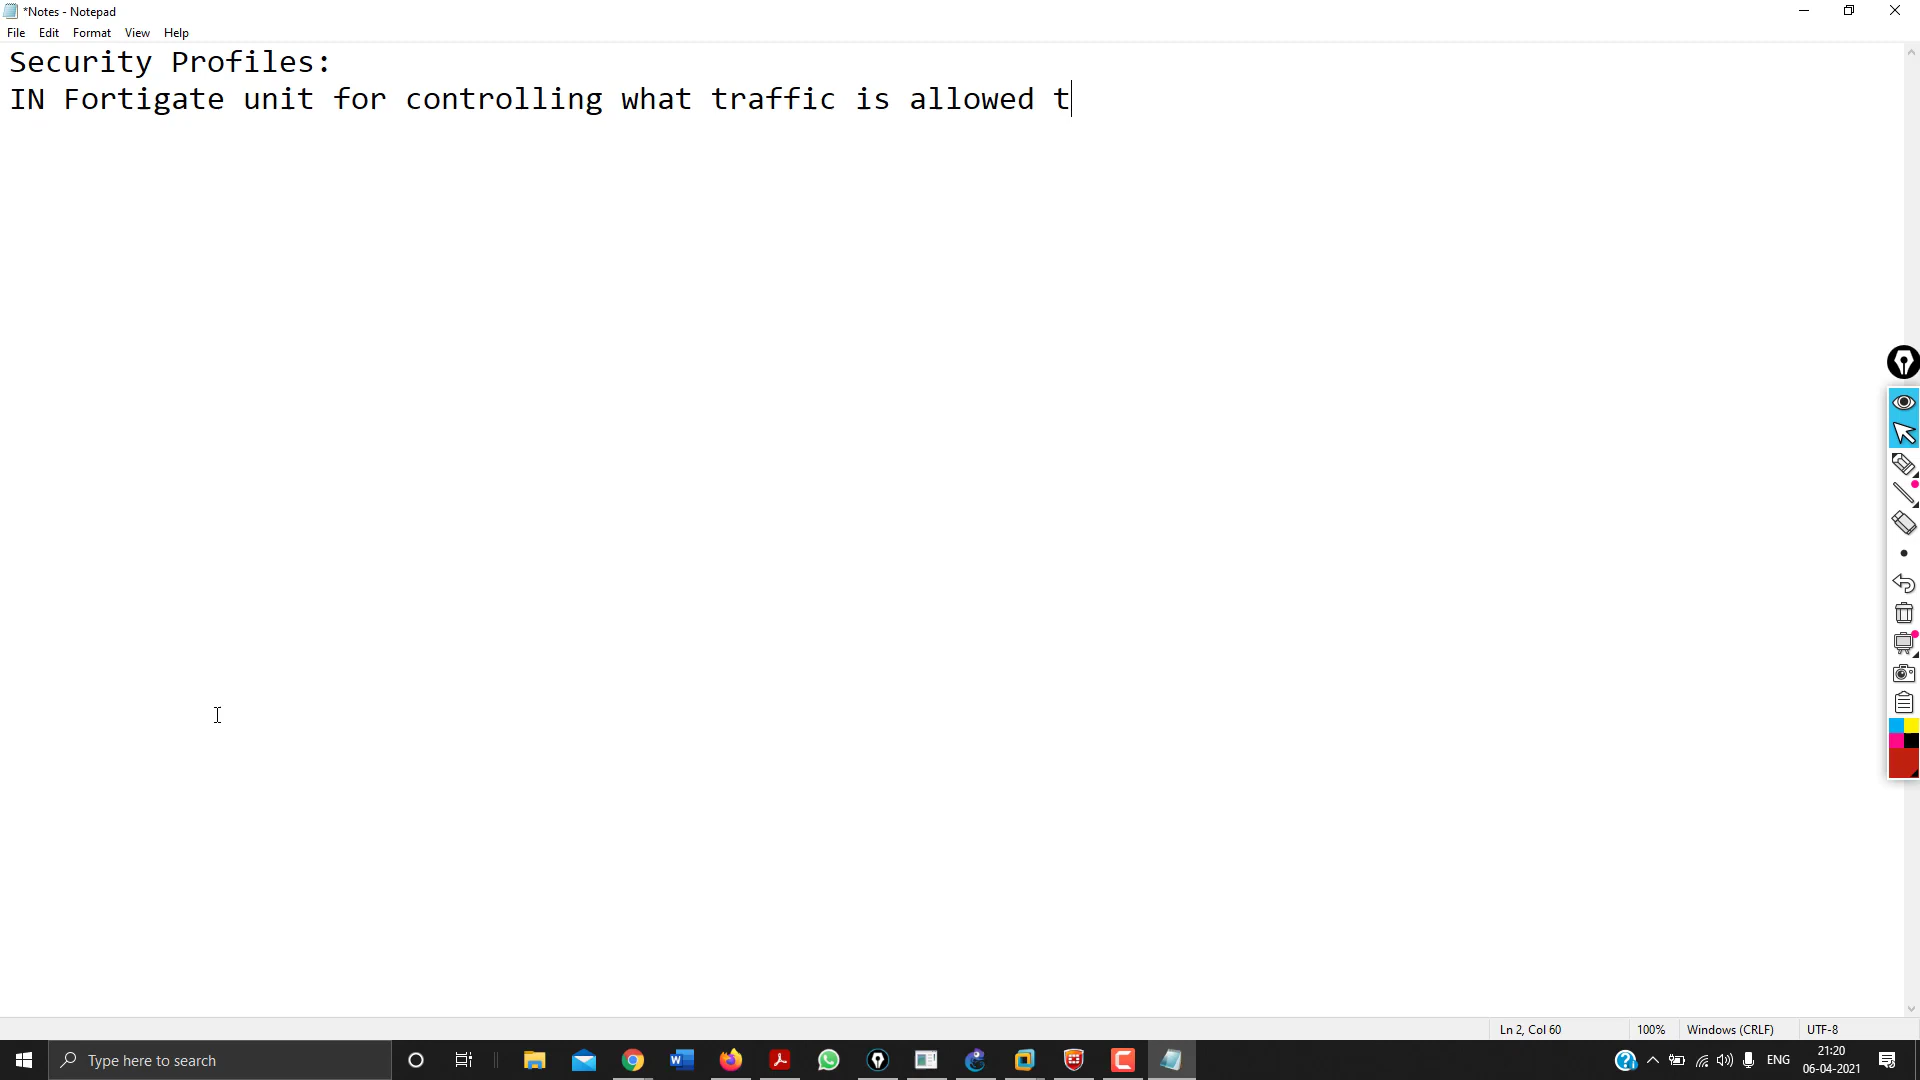 *Notes - Notepad
File Edit Format View Help
Security Profiles:
IN Fortigate unit for controlling what traffic is allowed t
Ln 2, Col 60 100% Windows (CRLF) UTF-8
Type here to search
ENG
21:20
06-04-2021